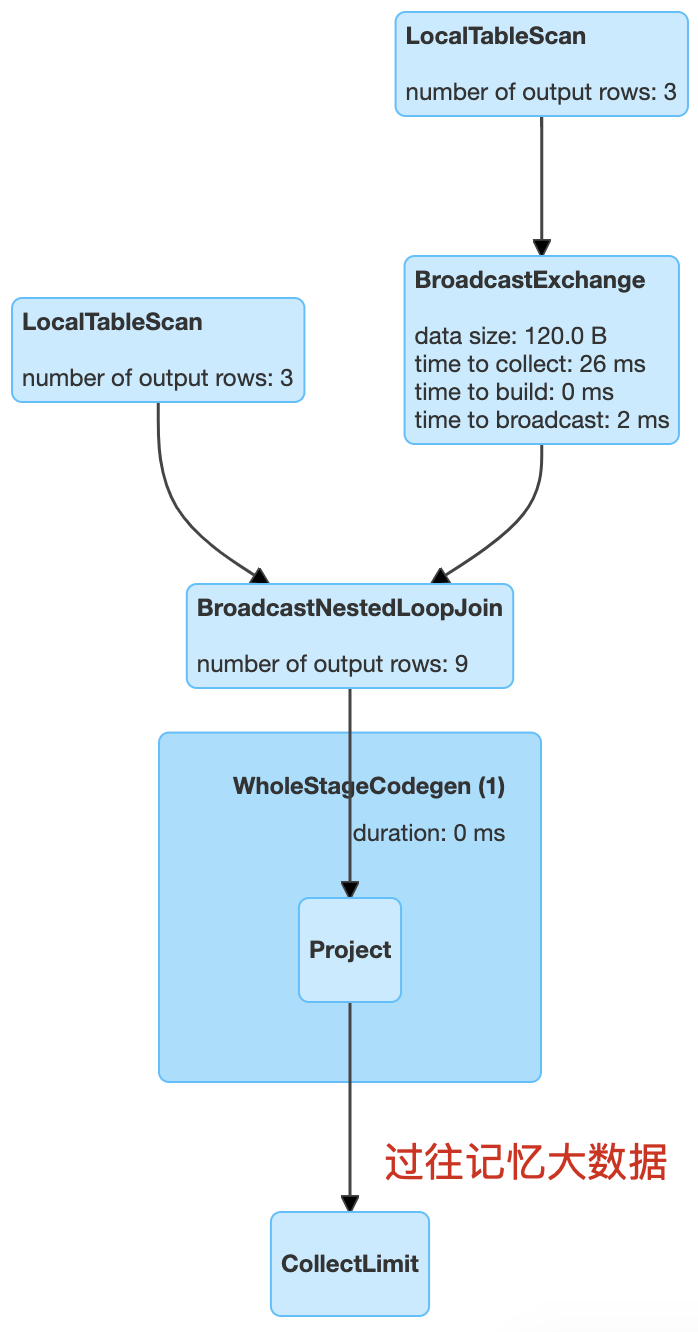 LocalTableScan
number of output rows: 3
BroadcastExchange
data size: 120.0 B
time to collect: 26 ms
time to build: 0 ms
time to broadcast: 2 ms
LocalTableScan
number of output rows: 3
BroadcastNestedLoopJoin
number of output rows: 9
WholeStageCodegen (1)
duration: 0 ms
Project
过往记忆大数据
CollectLimit